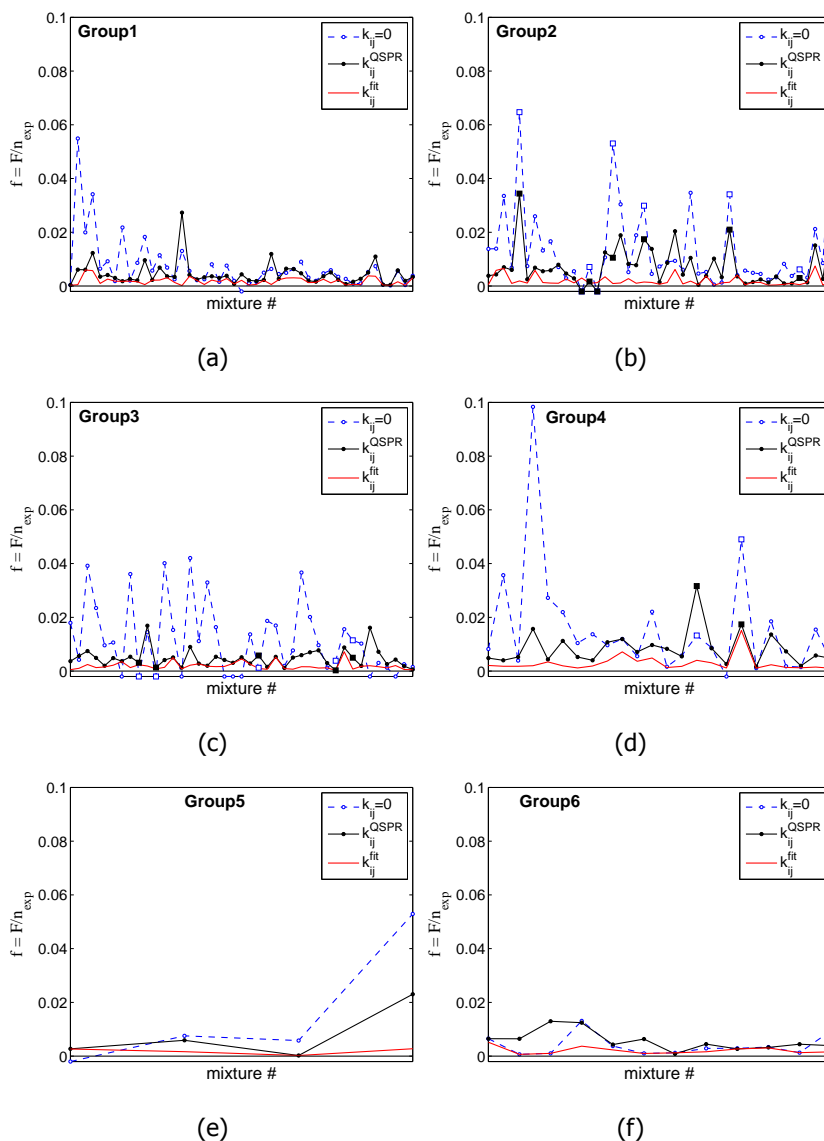 Group1
k_ij=0
k_ij^QSPR
k_ij^fit
0.1
0.08
0.06
0.04
0.02
0
f = F/n_exp
mixture #
(a)
Group2
k_ij=0
k_ij^QSPR
k_ij^fit
0.1
0.08
0.06
0.04
0.02
0
f = F/n_exp
mixture #
(b)
Group3
k_ij=0
k_ij^QSPR
k_ij^fit
0.1
0.08
0.06
0.04
0.02
0
f = F/n_exp
mixture #
(c)
Group4
k_ij=0
k_ij^QSPR
k_ij^fit
0.1
0.08
0.06
0.04
0.02
0
f = F/n_exp
mixture #
(d)
Group5
k_ij=0
k_ij^QSPR
k_ij^fit
0.1
0.08
0.06
0.04
0.02
0
f = F/n_exp
mixture #
(e)
Group6
k_ij=0
k_ij^QSPR
k_ij^fit
0.1
0.08
0.06
0.04
0.02
0
f = F/n_exp
mixture #
(f)